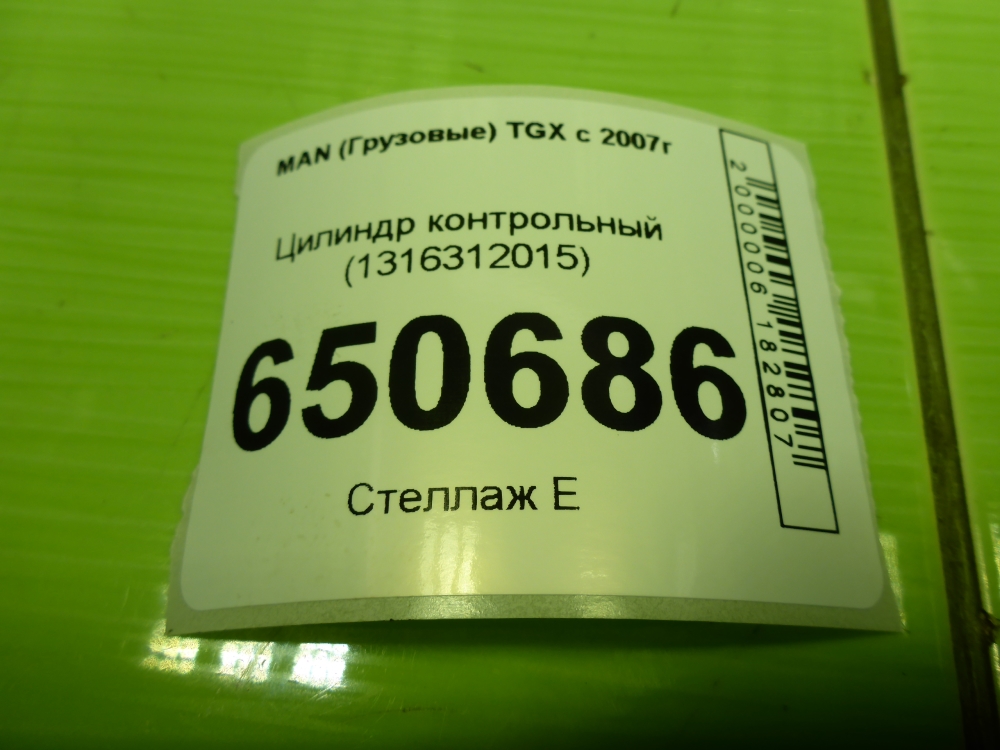 MAN (Грузовые) TGX с 2007г
Цилиндр контрольный
(1316312015)
650686
Стеллаж Е
2000006182807